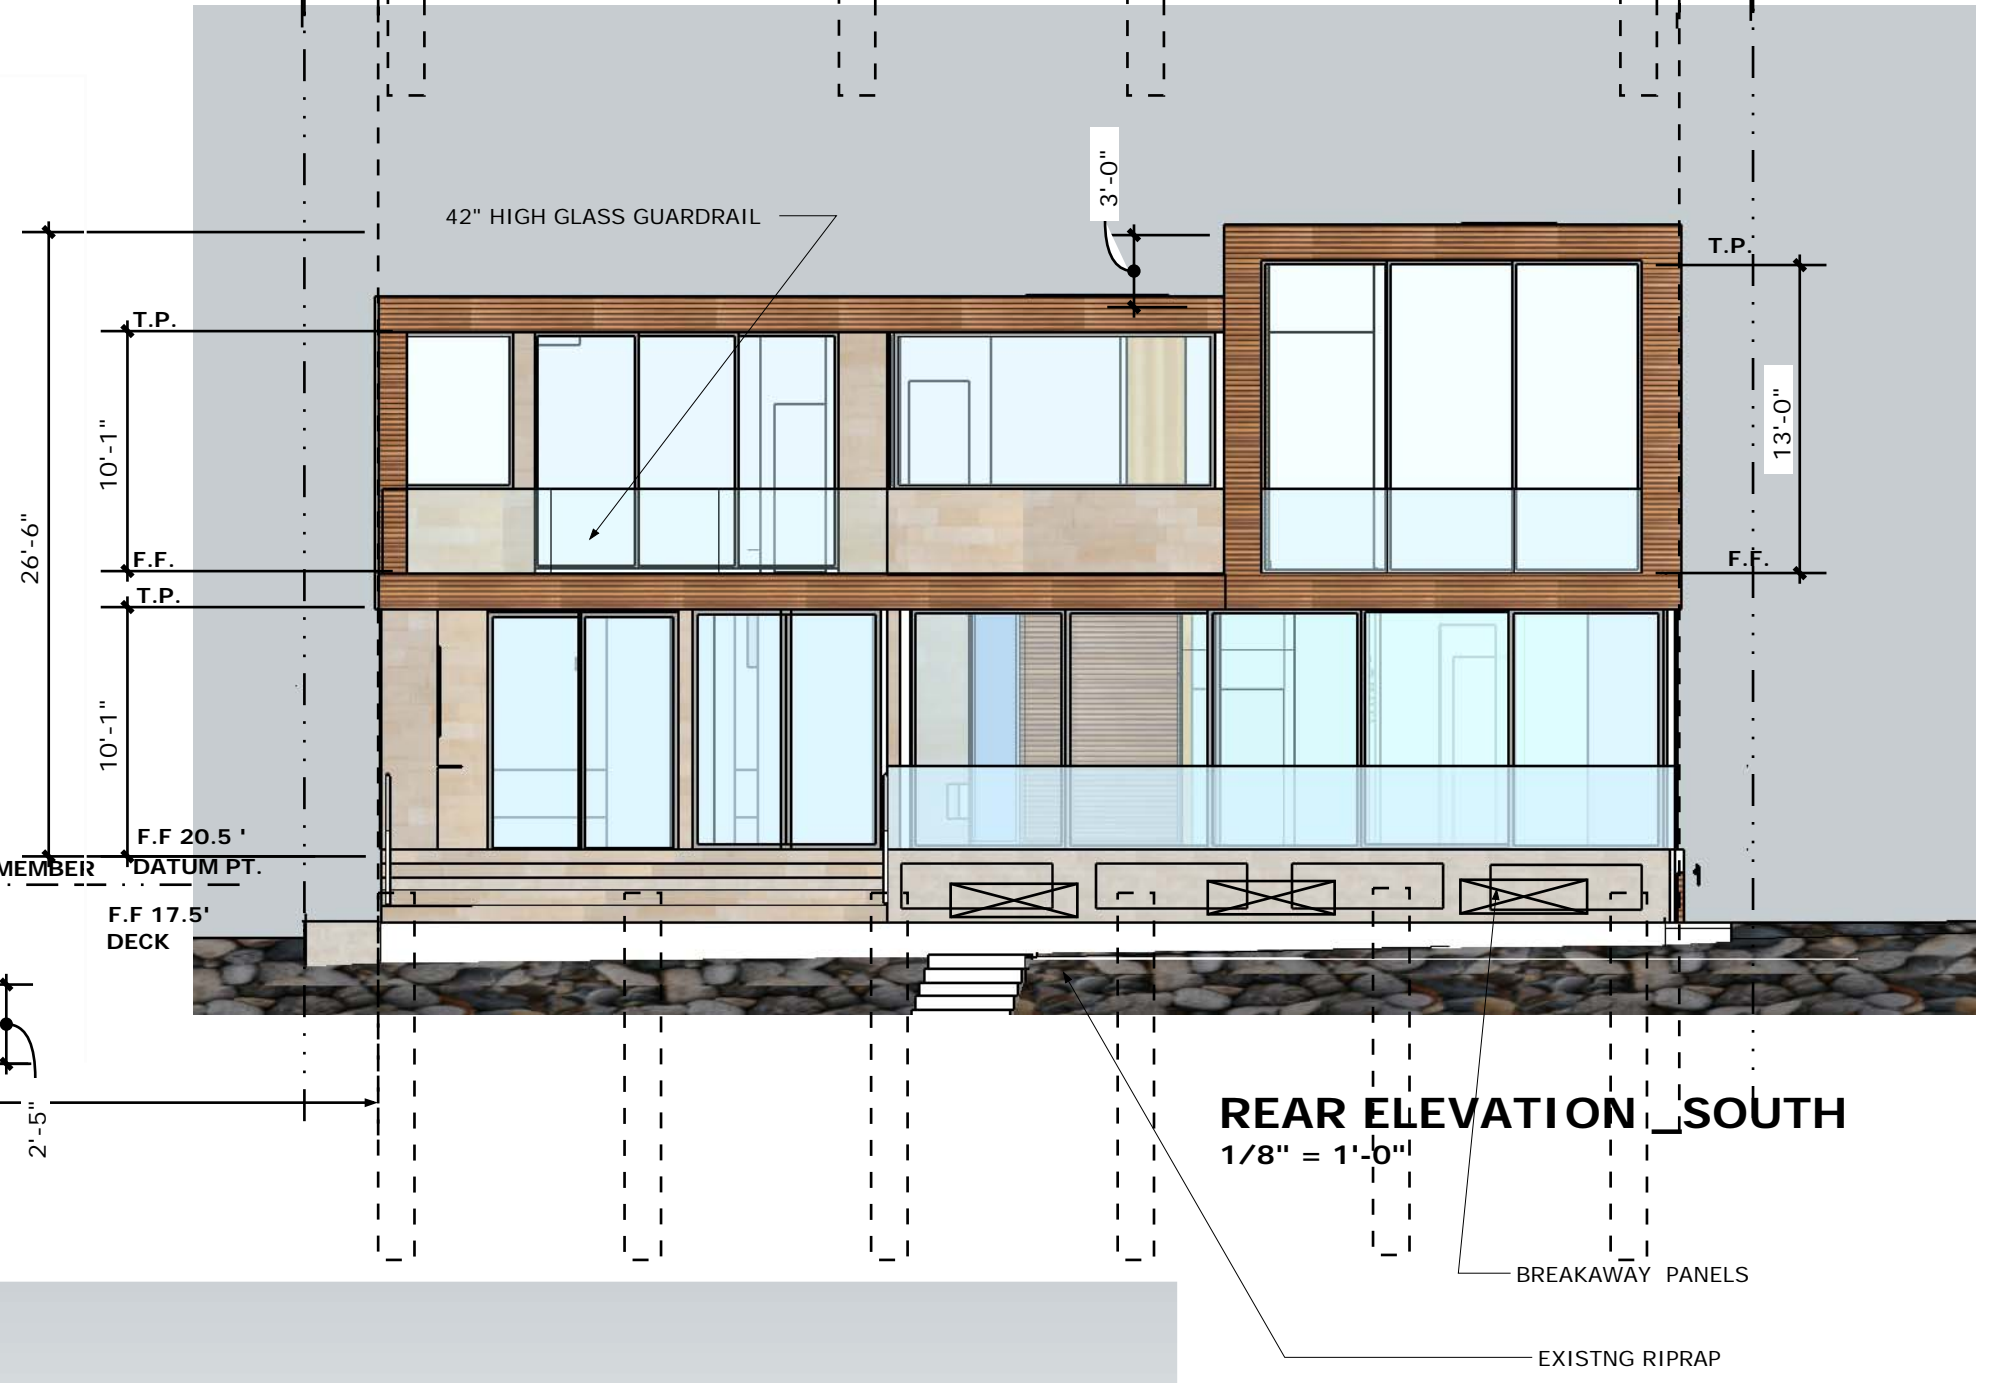 3'-0"
42" HIGH GLASS GUARDRAIL
T.P.
T.P.
10'-1"
13'-0"
26'-6"
F.F.
F.F.
T.P.
10'-1"
F.F 20.5 '
MEMBER
DATUM PT.
F.F 17.5'
DECK
2'-5"
REAR ELEVATION _SOUTH
1/8" = 1'-0"
BREAKAWAY PANELS
EXISTNG RIPRAP